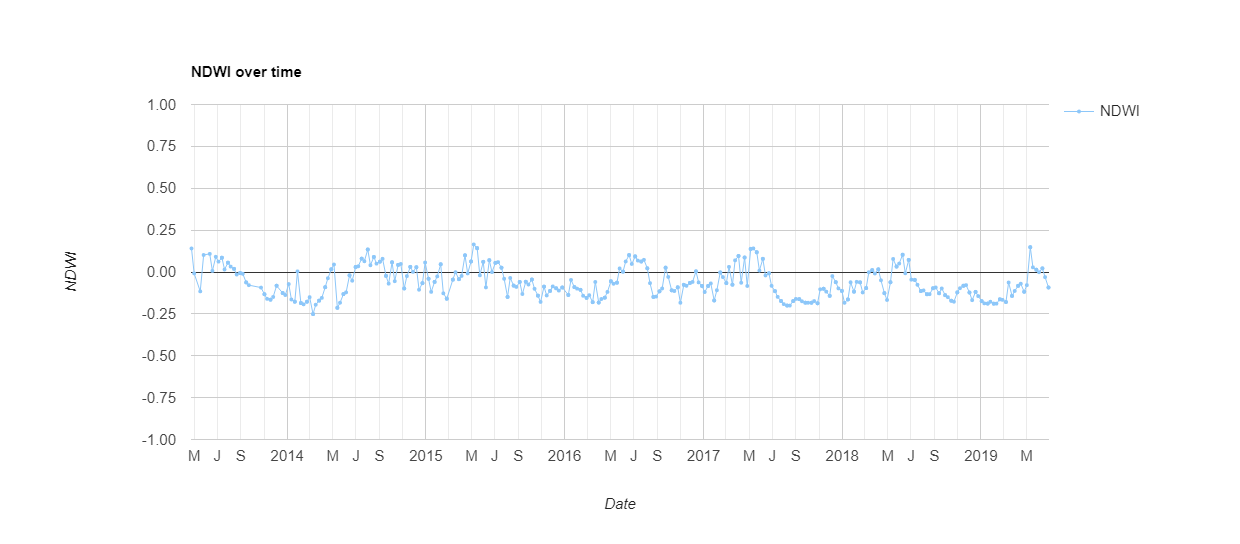 NDWI over time
1.00
NDWI
0.75
0.50
0.25
0.00
-0.25
-0.50
-0.75
-1.00
NDWI
M J S 2014 M J S 2015 M J S 2016 M J S 2017 M J S 2018 M J S 2019 M
Date